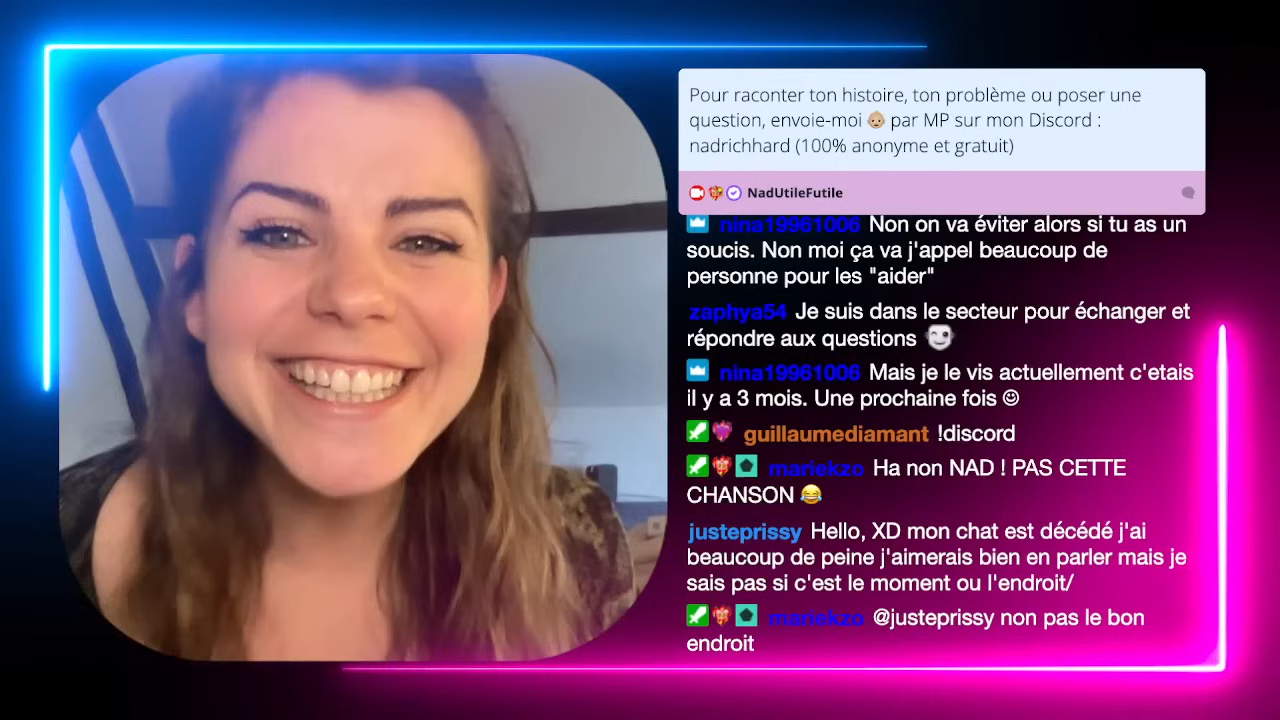 Pour raconter ton histoire, ton problème ou poser une
question, envoie-moi 👶🏼 par MP sur mon Discord :
nadrichhard (100% anonyme et gratuit)
NadUtileFutile
nina19961006 Non on va éviter alors si tu as un
soucis. Non moi ça va j'appel beaucoup de
personne pour les "aider"
zaphya54 Je suis dans le secteur pour échanger et
répondre aux questions
nina19961006 Mais je le vis actuellement c'etais
il y a 3 mois. Une prochaine fois ☺
guillaumediamant !discord
mariekzo Ha non NAD ! PAS CETTE
CHANSON 😂
justeprissy Hello, XD mon chat est décédé j'ai
beaucoup de peine j'aimerais bien en parler mais je
sais pas si c'est le moment ou l'endroit/
mariekzo @justeprissy non pas le bon
endroit